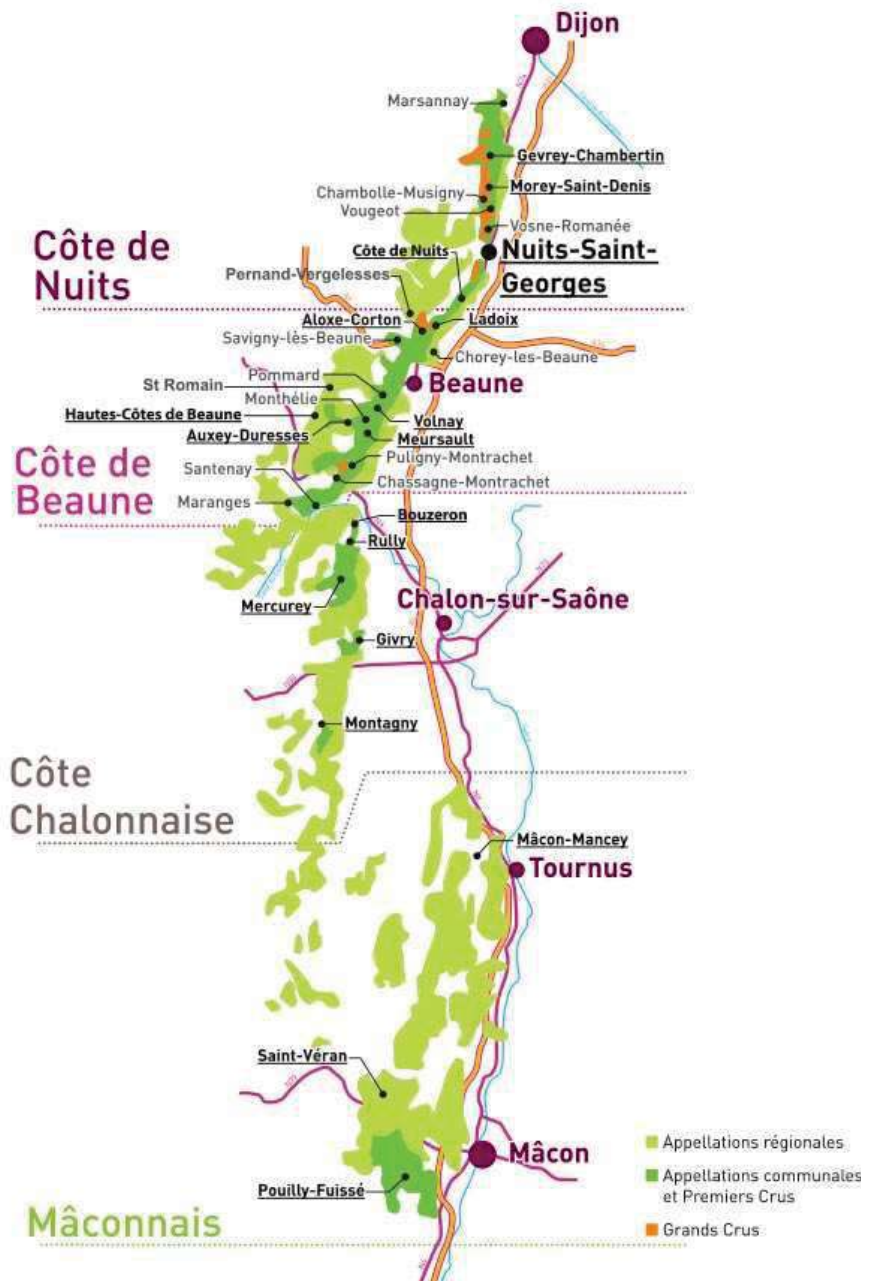 Dijon
Marsannay
Gevrey-Chambertin
Morey-Saint-Denis
Chambolle-Musigny
Vougeot
Vosne-Romanée
Côte de
Nuits
Côte de Nuits
Nuits-Saint-
Georges
Pernand-Vergelesses
Aloxe-Corton
Ladoix
Savigny-lès-Beaune
Chorey-les-Beaune
Pommard
St Romain
Beaune
Monthélie
Hautes-Côtes de Beaune
Volnay
Auxey-Duresses
Meursault
Côte de
Beaune
Puligny-Montrachet
Santenay
Chassagne-Montrachet
Maranges
Bouzeron
Rully
Mercurey
Chalon-sur-Saône
Givry
Montagny
Côte
Chalonnaise
Mâcon-Mancey
Tournus
Saint-Véran
Mâcon
Pouilly-Fuissé
Mâconnais
Appellations régionales
Appellations communales
et Premiers Crus
Grands Crus